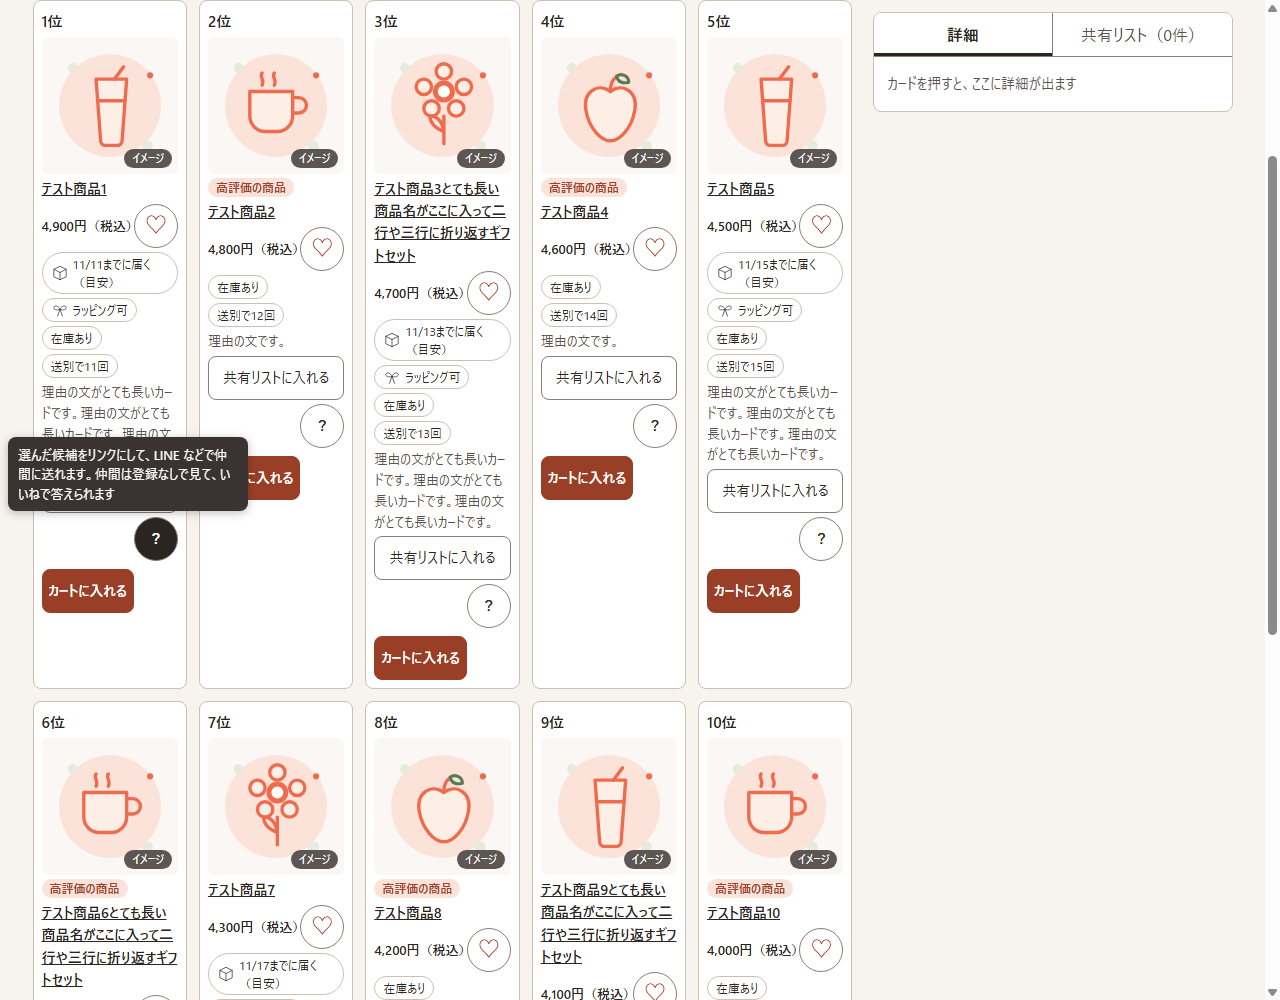 1位
イメージ
テスト商品1
4,900円（税込）
11/11までに届く
（目安）
ラッピング可
在庫あり
送別で11回
理由の文がとても長いカー
ドです。理由の文がとても
長いカードです。理由の文
選んだ候補をリンクにして、LINE などで仲
間に送れます。仲間は登録なしで見て、い
いねで答えられます
?
カートに入れる
2位
イメージ
高評価の商品
テスト商品2
4,800円（税込）
在庫あり
送別で12回
理由の文です。
共有リストに入れる
?
に入れる
3位
イメージ
テスト商品3とても長い
商品名がここに入って二
行や三行に折り返すギフ
トセット
4,700円（税込）
11/13までに届く
（目安）
ラッピング可
在庫あり
送別で13回
理由の文がとても長いカー
ドです。理由の文がとても
長いカードです。理由の文
がとても長いカードです。
共有リストに入れる
?
カートに入れる
4位
イメージ
高評価の商品
テスト商品4
4,600円（税込）
在庫あり
送別で14回
理由の文です。
共有リストに入れる
?
カートに入れる
5位
イメージ
テスト商品5
4,500円（税込）
11/15までに届く
（目安）
ラッピング可
在庫あり
送別で15回
理由の文がとても長いカー
ドです。理由の文がとても
長いカードです。理由の文
がとても長いカードです。
共有リストに入れる
?
カートに入れる
詳細
共有リスト（0件）
カードを押すと、ここに詳細が出ます
6位
イメージ
高評価の商品
テスト商品6とても長い
商品名がここに入って二
行や三行に折り返すギフ
トセット
7位
イメージ
テスト商品7
4,300円（税込）
11/17までに届く
（目安）
8位
イメージ
高評価の商品
テスト商品8
4,200円（税込）
在庫あり
9位
イメージ
テスト商品9とても長い
商品名がここに入って二
行や三行に折り返すギフ
トセット
4,100円（税込）
10位
イメージ
高評価の商品
テスト商品10
4,000円（税込）
在庫あり